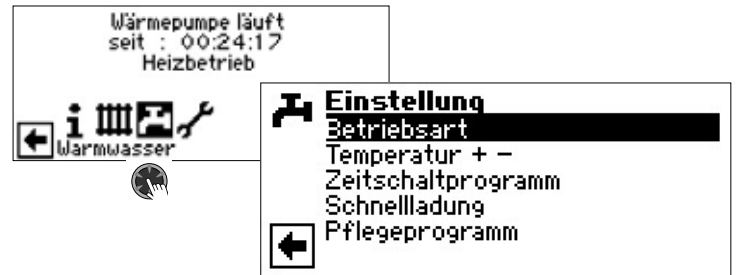 Wärmepumpe läuft
seit : 00:24:17
Heizbetrieb
Warmwasser
Einstellung
Betriebsart
Temperatur + −
Zeitschaltprogramm
Schnellladung
Pflegeprogramm